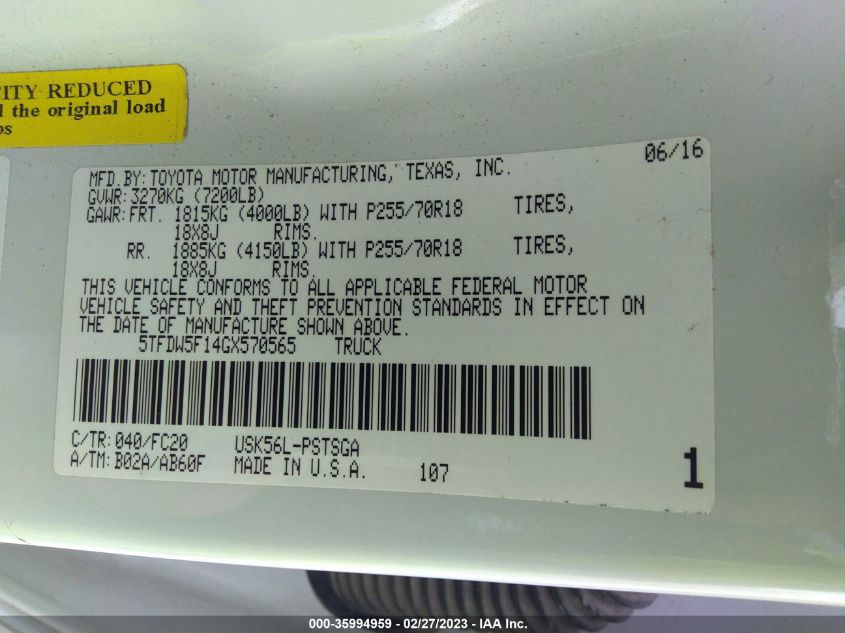 CITY REDUCED
the original load
MFD.BY:TOYOTA MOTOR MANUFACTURING, TEXAS, INC. 06/16
GVWR:3270KG (7200LB)
GAWR:FRT. 1815KG (4000LB) WITH P255/70R18 TIRES,
18X8J RIMS.
RR. 1885KG (4150LB) WITH P255/70R18 TIRES,
18X8J RIMS.
THIS VEHICLE CONFORMS TO ALL APPLICABLE FEDERAL MOTOR
VEHICLE SAFETY AND THEFT PREVENTION STANDARDS IN EFFECT ON
THE DATE OF MANUFACTURE SHOWN ABOVE.
5TFDW5F14GX570565 TRUCK
C/TR:040/FC20 USK56L-PSTSGA
A/TM:B02A/AB60F MADE IN U.S.A. 107 1
000-35994959 - 02/27/2023 - IAA Inc.